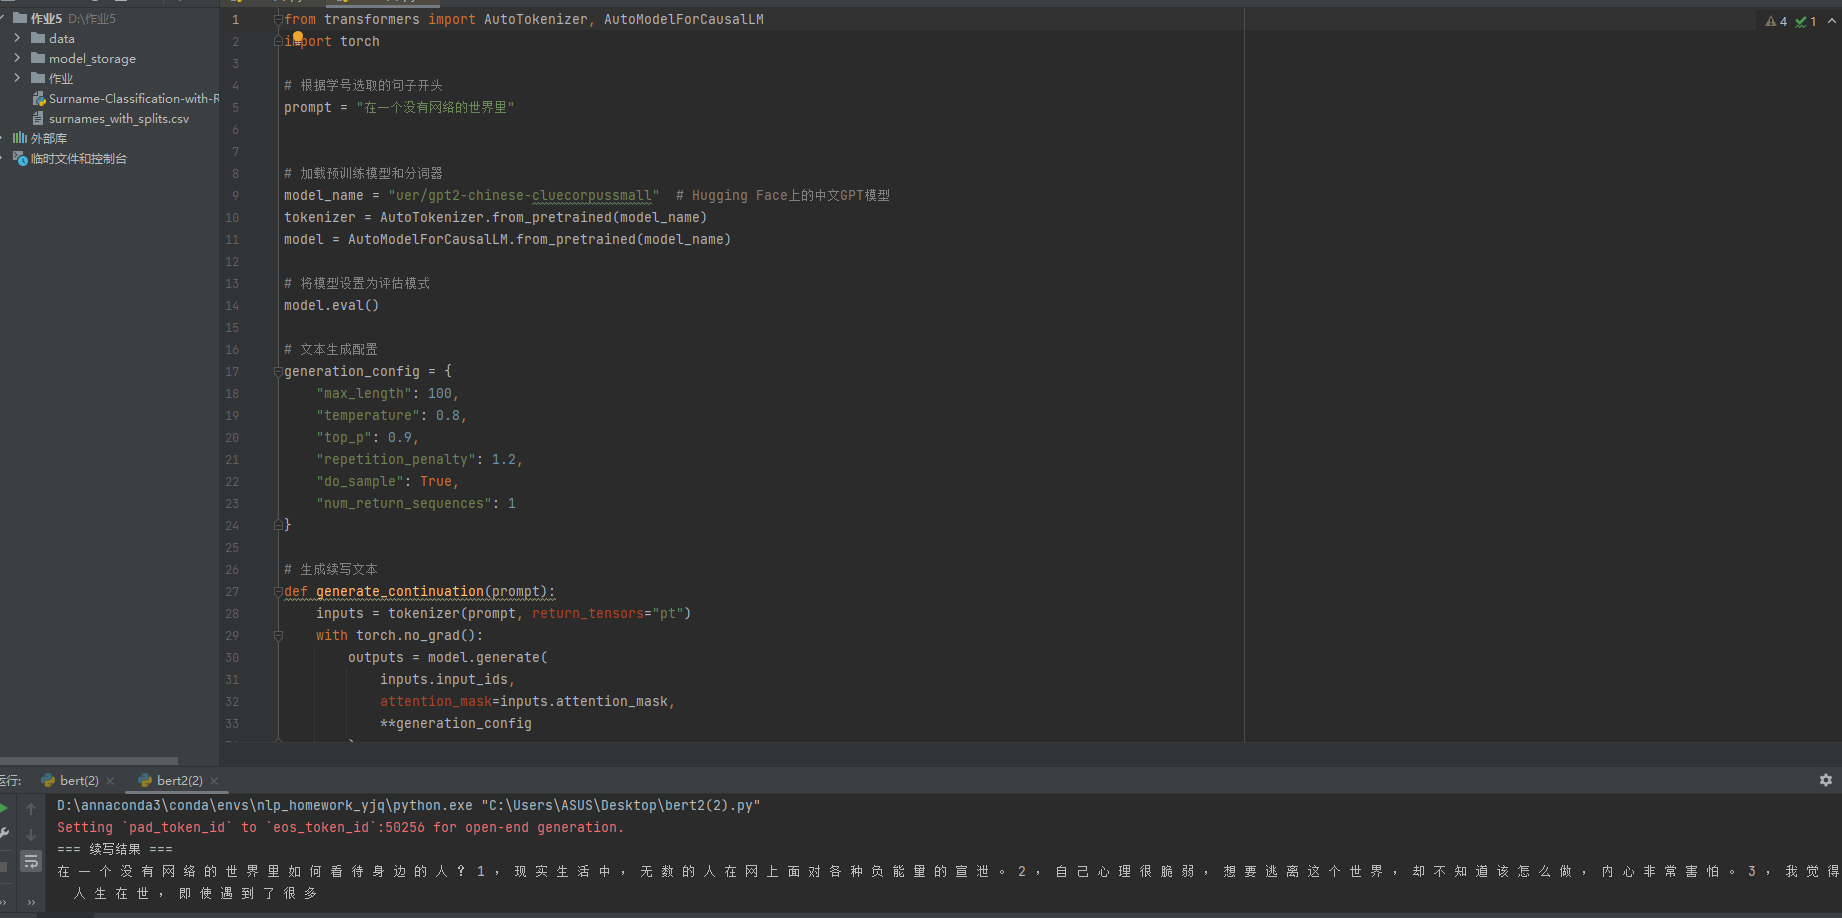 作业5 D:\作业5
data
model_storage
作业
Surname-Classification-with-R
surnames_with_splits.csv
外部库
临时文件和控制台
1 from transformers import AutoTokenizer, AutoModelForCausalLM
2 import torch
3
4 # 根据学号选取的句子开头
5 prompt = "在一个没有网络的世界里"
6
7
8 # 加载预训练模型和分词器
9 model_name = "uer/gpt2-chinese-cluecorpussmall"  # Hugging Face上的中文GPT模型
10 tokenizer = AutoTokenizer.from_pretrained(model_name)
11 model = AutoModelForCausalLM.from_pretrained(model_name)
12
13 # 将模型设置为评估模式
14 model.eval()
15
16 # 文本生成配置
17 generation_config = {
18     "max_length": 100,
19     "temperature": 0.8,
20     "top_p": 0.9,
21     "repetition_penalty": 1.2,
22     "do_sample": True,
23     "num_return_sequences": 1
24 }
25
26 # 生成续写文本
27 def generate_continuation(prompt):
28     inputs = tokenizer(prompt, return_tensors="pt")
29     with torch.no_grad():
30         outputs = model.generate(
31             inputs.input_ids,
32             attention_mask=inputs.attention_mask,
33             **generation_config
4 1
运行: bert(2) bert2(2)
D:\annaconda3\conda\envs\nlp_homework_yjq\python.exe "C:\Users\ASUS\Desktop\bert2(2).py"
Setting `pad_token_id` to `eos_token_id`:50256 for open-end generation.
=== 续写结果 ===
在 一 个 没 有 网 络 的 世 界 里 如 何 看 待 身 边 的 人 ? 1 , 现 实 生 活 中 , 无 数 的 人 在 网 上 面 对 各 种 负 能 量 的 宣 泄 。 2 , 自 己 心 理 很 脆 弱 , 想 要 逃 离 这 个 世 界 , 却 不 知 道 该 怎 么 做 , 内 心 非 常 害 怕 。 3 , 我 觉 得
人 生 在 世 , 即 使 遇 到 了 很 多